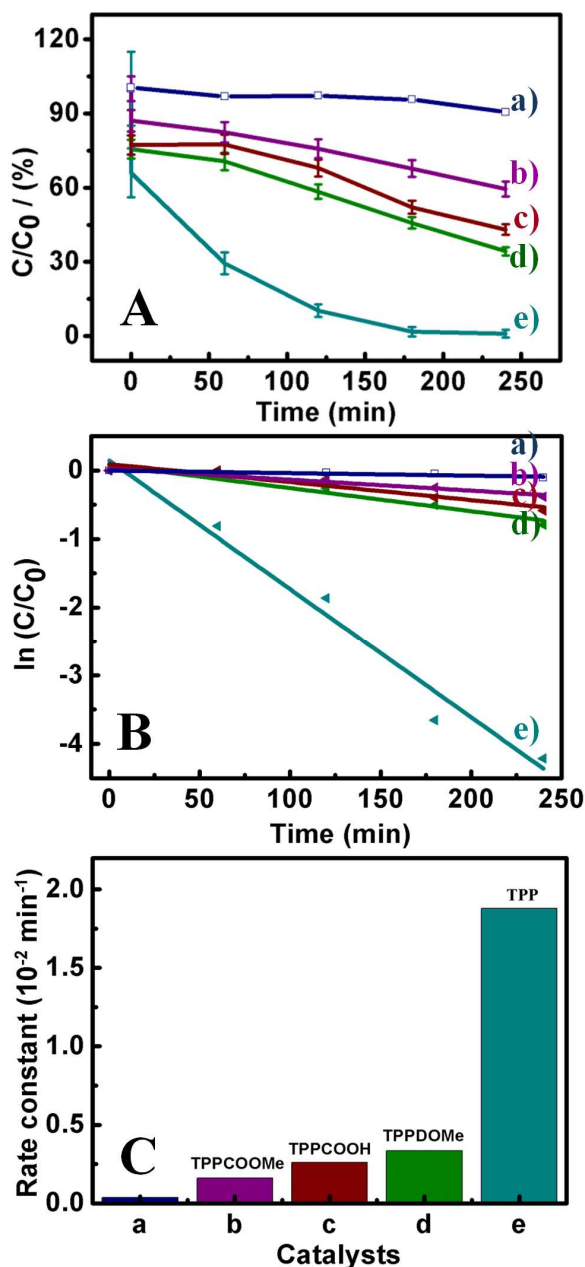 120
90
60
30
0
C/C0 / (%)
A
a)
b)
c)
d)
e)
0 50 100 150 200 250
Time (min)
0
-1
-2
-3
-4
ln (C/C0)
B
a)
b)
c)
d)
e)
0 50 100 150 200 250
Time (min)
2.0
1.5
1.0
0.5
0.0
Rate constant (10-2 min-1)
C
TPPCOOMe
TPPCOOH
TPPDOMe
TPP
a b c d e
Catalysts